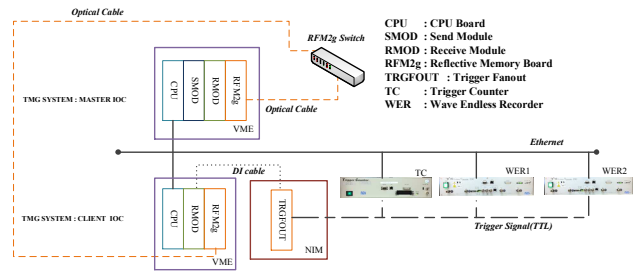 Optical Cable
RFM2g Switch
CPU : CPU Board
SMOD : Send Module
RMOD : Receive Module
RFM2g : Reflective Memory Board
TRGFOUT : Trigger Fanout
TC : Trigger Counter
WER : Wave Endless Recorder
TMG SYSTEM : MASTER IOC
CPU
SMOD
RMOD
RFM2g
VME
Optical Cable
Ethernet
DI cable
TC
WER1
WER2
TMG SYSTEM : CLIENT IOC
CPU
RMOD
RFM2g
VME
TRGFOUT
NIM
Trigger Signal(TTL)